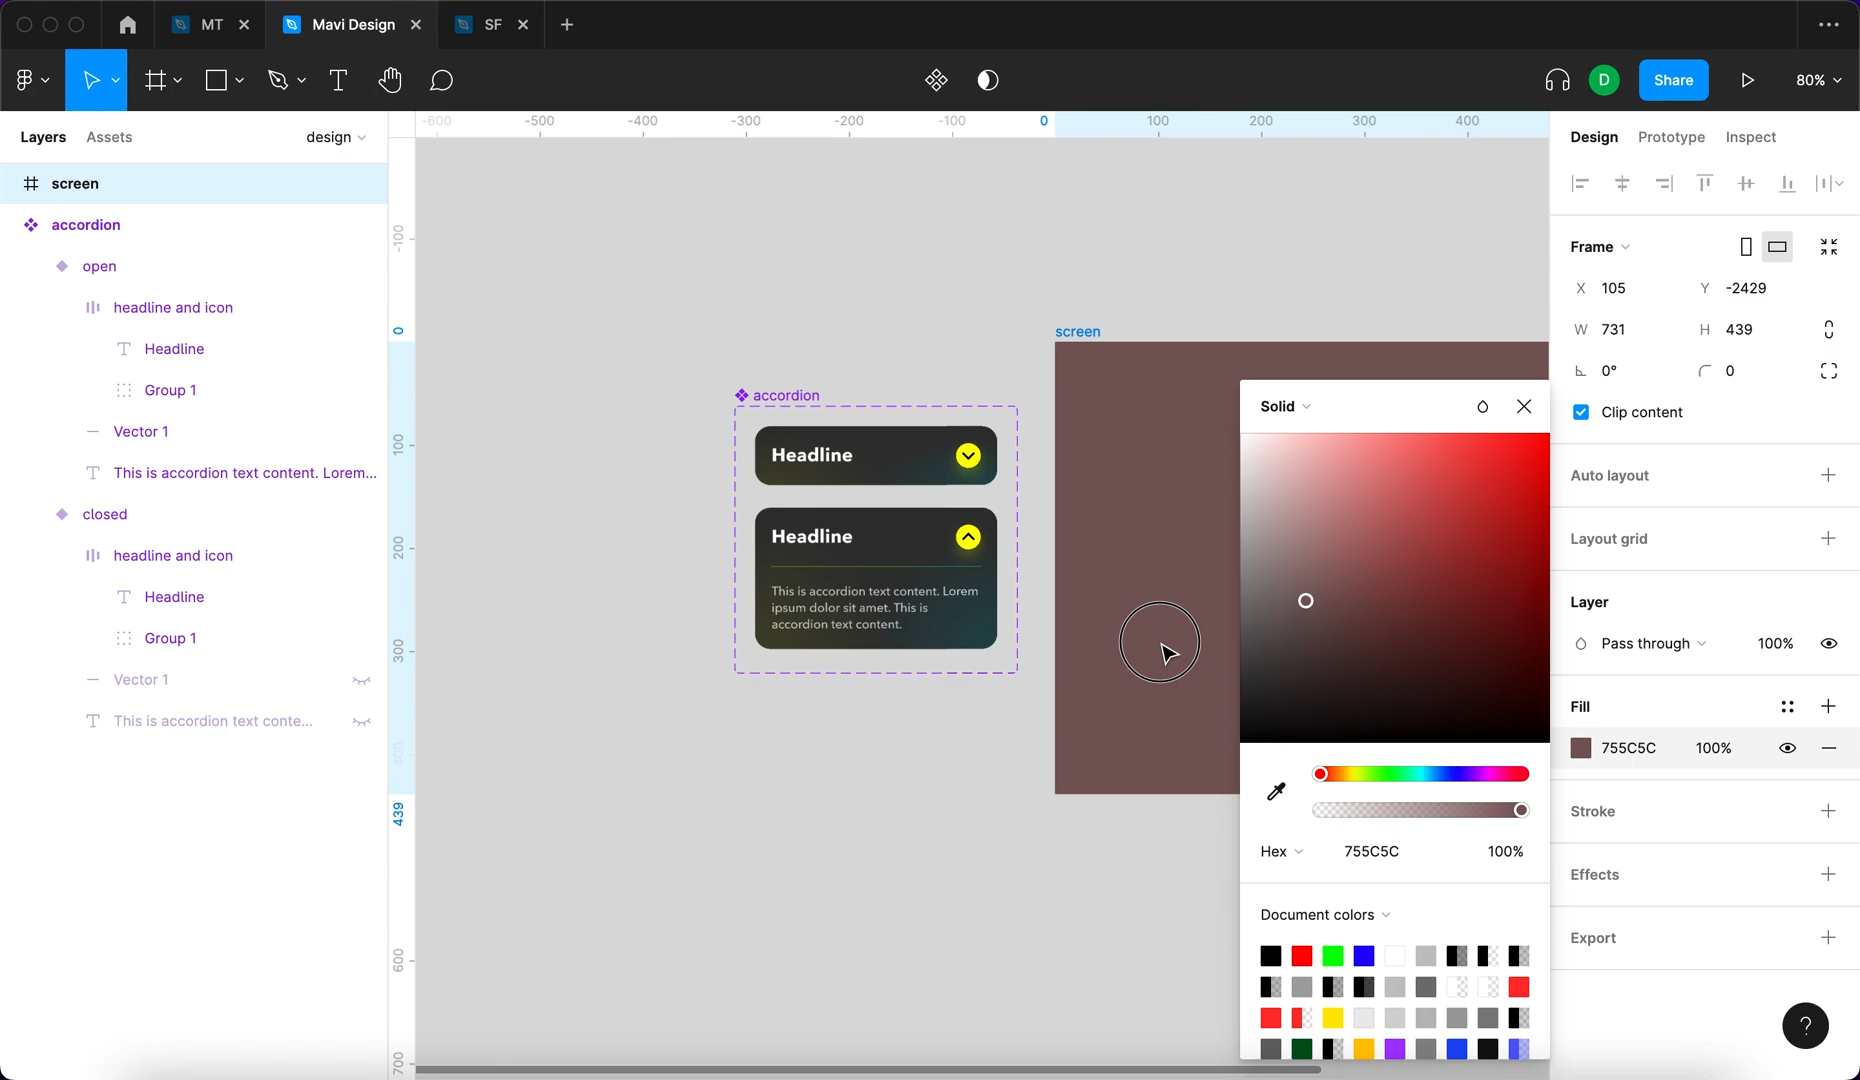 MT
Mavi Design
SF
D
Share
80%
Layers
Assets
design
screen
accordion
open
headline and icon
Headline
Group 1
Vector 1
This is accordion text content. Lorem...
closed
headline and icon
Headline
Group 1
Vector 1
This is accordion text conte...
-600
-500
-400
-300
-200
-100
0
100
200
300
400
-100
0
100
200
300
400
439
600
700
accordion
Headline
Headline
This is accordion text content. Lorem
ipsum dolor sit amet. This is
accordion text content.
screen
Solid
Hex
755C5C
100%
Document colors
Design
Prototype
Inspect
Frame
X 105
Y -2429
W 731
H 439
0°
0
Clip content
Auto layout
Layout grid
Layer
Pass through
100%
Fill
755C5C
100%
Stroke
Effects
Export
?